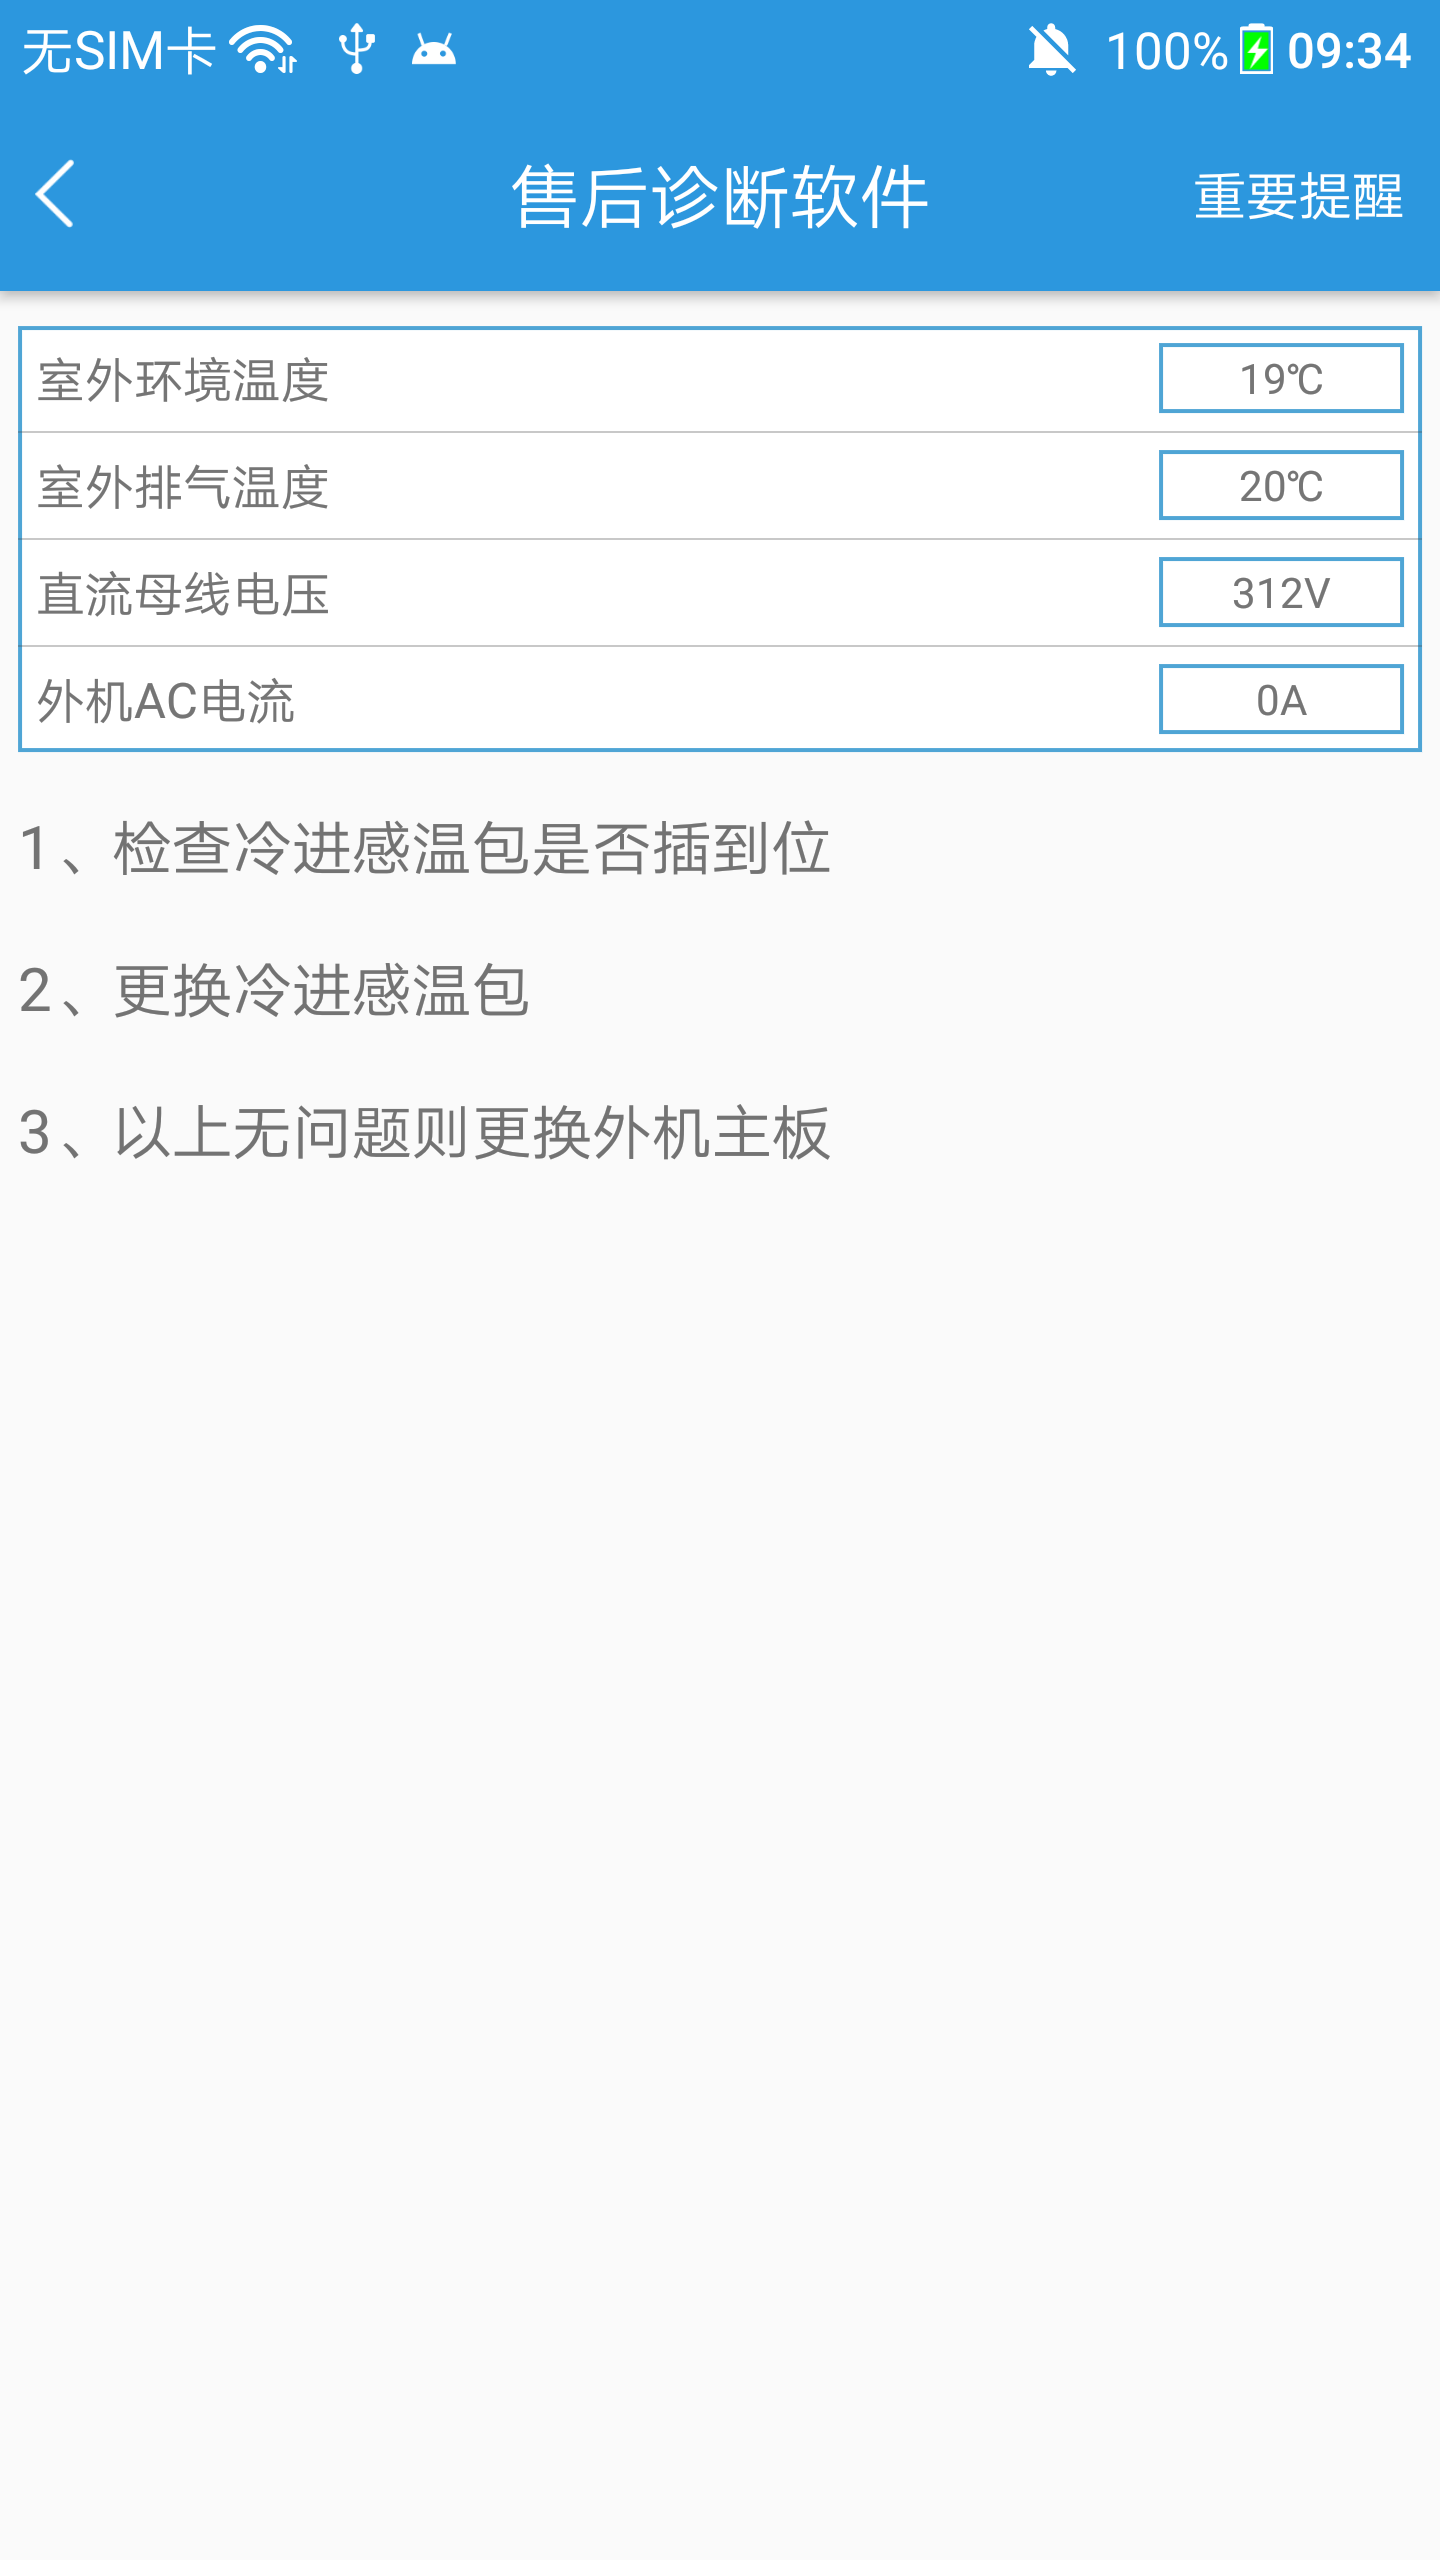 无SIM卡 100% 09:34
售后诊断软件 重要提醒
室外环境温度 19℃
室外排气温度 20℃
直流母线电压 312V
外机AC电流 0A
1、检查冷进感温包是否插到位
2、更换冷进感温包
3、以上无问题则更换外机主板